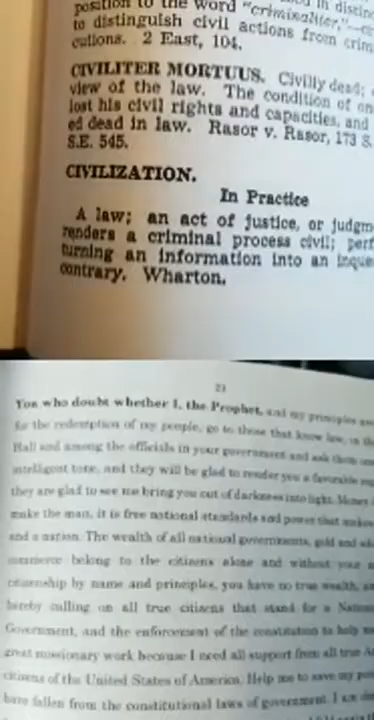 position to the word "criminaliter,"
to distinguish civil actions from crim
cutions. 2 East, 104.
CIVILITER MORTUUS. Civilly dead;
view of the law. The condition of on
lost his civil rights and capacities, and
ed dead in law. Rasor v. Rasor, 173 S.
S.E. 545.
CIVILIZATION.
In Practice
A law; an act of justice, or judgm
renders a criminal process civil; perf
turning an information into an inque
contrary. Wharton.
21
You who doubt whether I, the Prophet, and my principles are
for the redemption of my people, go to those that know law, in the
Hall and among the officials in your government and ask them
intelligent tone, and they will be glad to render you a favorable
they are glad to see me bring you out of darkness into light. Money
make the man, it is free national standards and power that makes
and a nation. The wealth of all national governments, gold and
commerce belong to the citizens alone and without your
citizenship by name and principles, you have no true wealth,
hereby calling on all true citizens that stand for a Nation
Government, and the enforcement of the constitution to help
great missionary work because I need all support from all true
citizens of the United States of America. Help me to save my
have fallen from the constitutional laws of government. I am